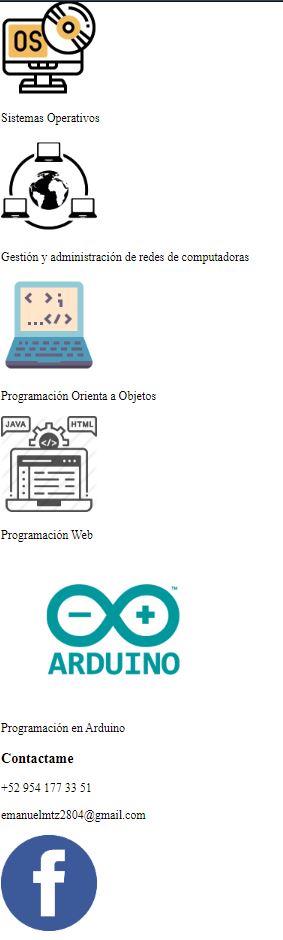 OS
Sistemas Operativos
Gestión y administración de redes de computadoras
< > ;
...</>
Programación Orienta a Objetos
JAVA
HTML
</>
Programación Web
ARDUINO™
Programación en Arduino
Contactame
+52 954 177 33 51
emanuelmtz2804@gmail.com
f